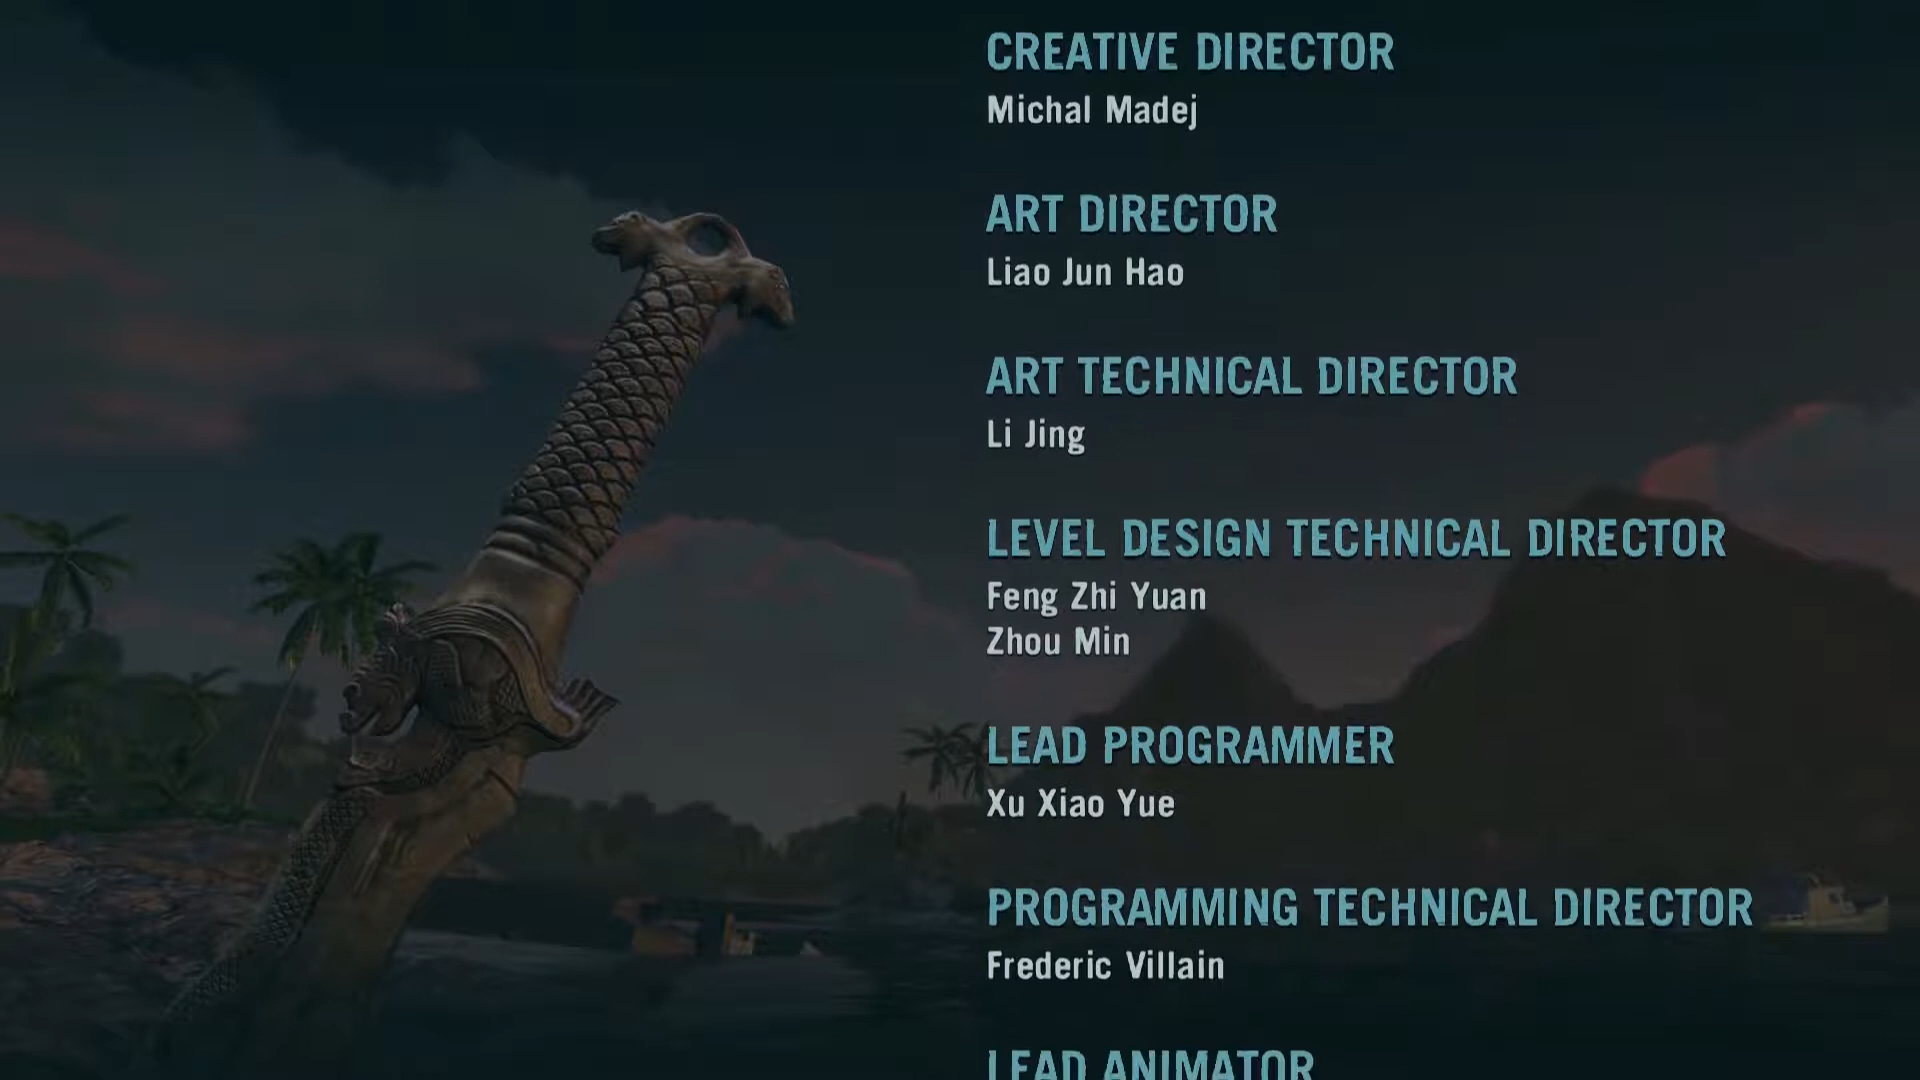 CREATIVE DIRECTOR
Michal Madej
ART DIRECTOR
Liao Jun Hao
ART TECHNICAL DIRECTOR
Li Jing
LEVEL DESIGN TECHNICAL DIRECTOR
Feng Zhi Yuan
Zhou Min
LEAD PROGRAMMER
Xu Xiao Yue
PROGRAMMING TECHNICAL DIRECTOR
Frederic Villain
LEAD ANIMATOR